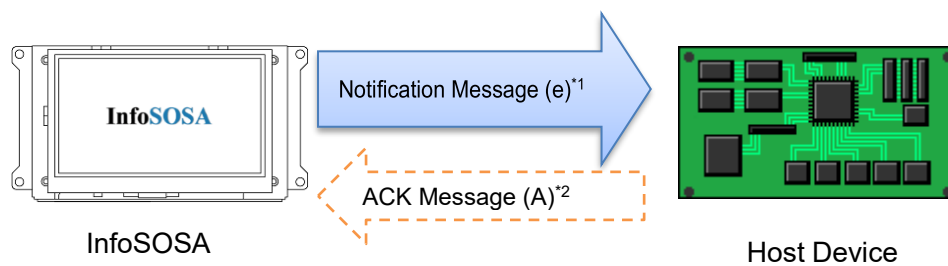 Notification Message (e)*1
InfoSOSA
ACK Message (A)*2
InfoSOSA
Host Device